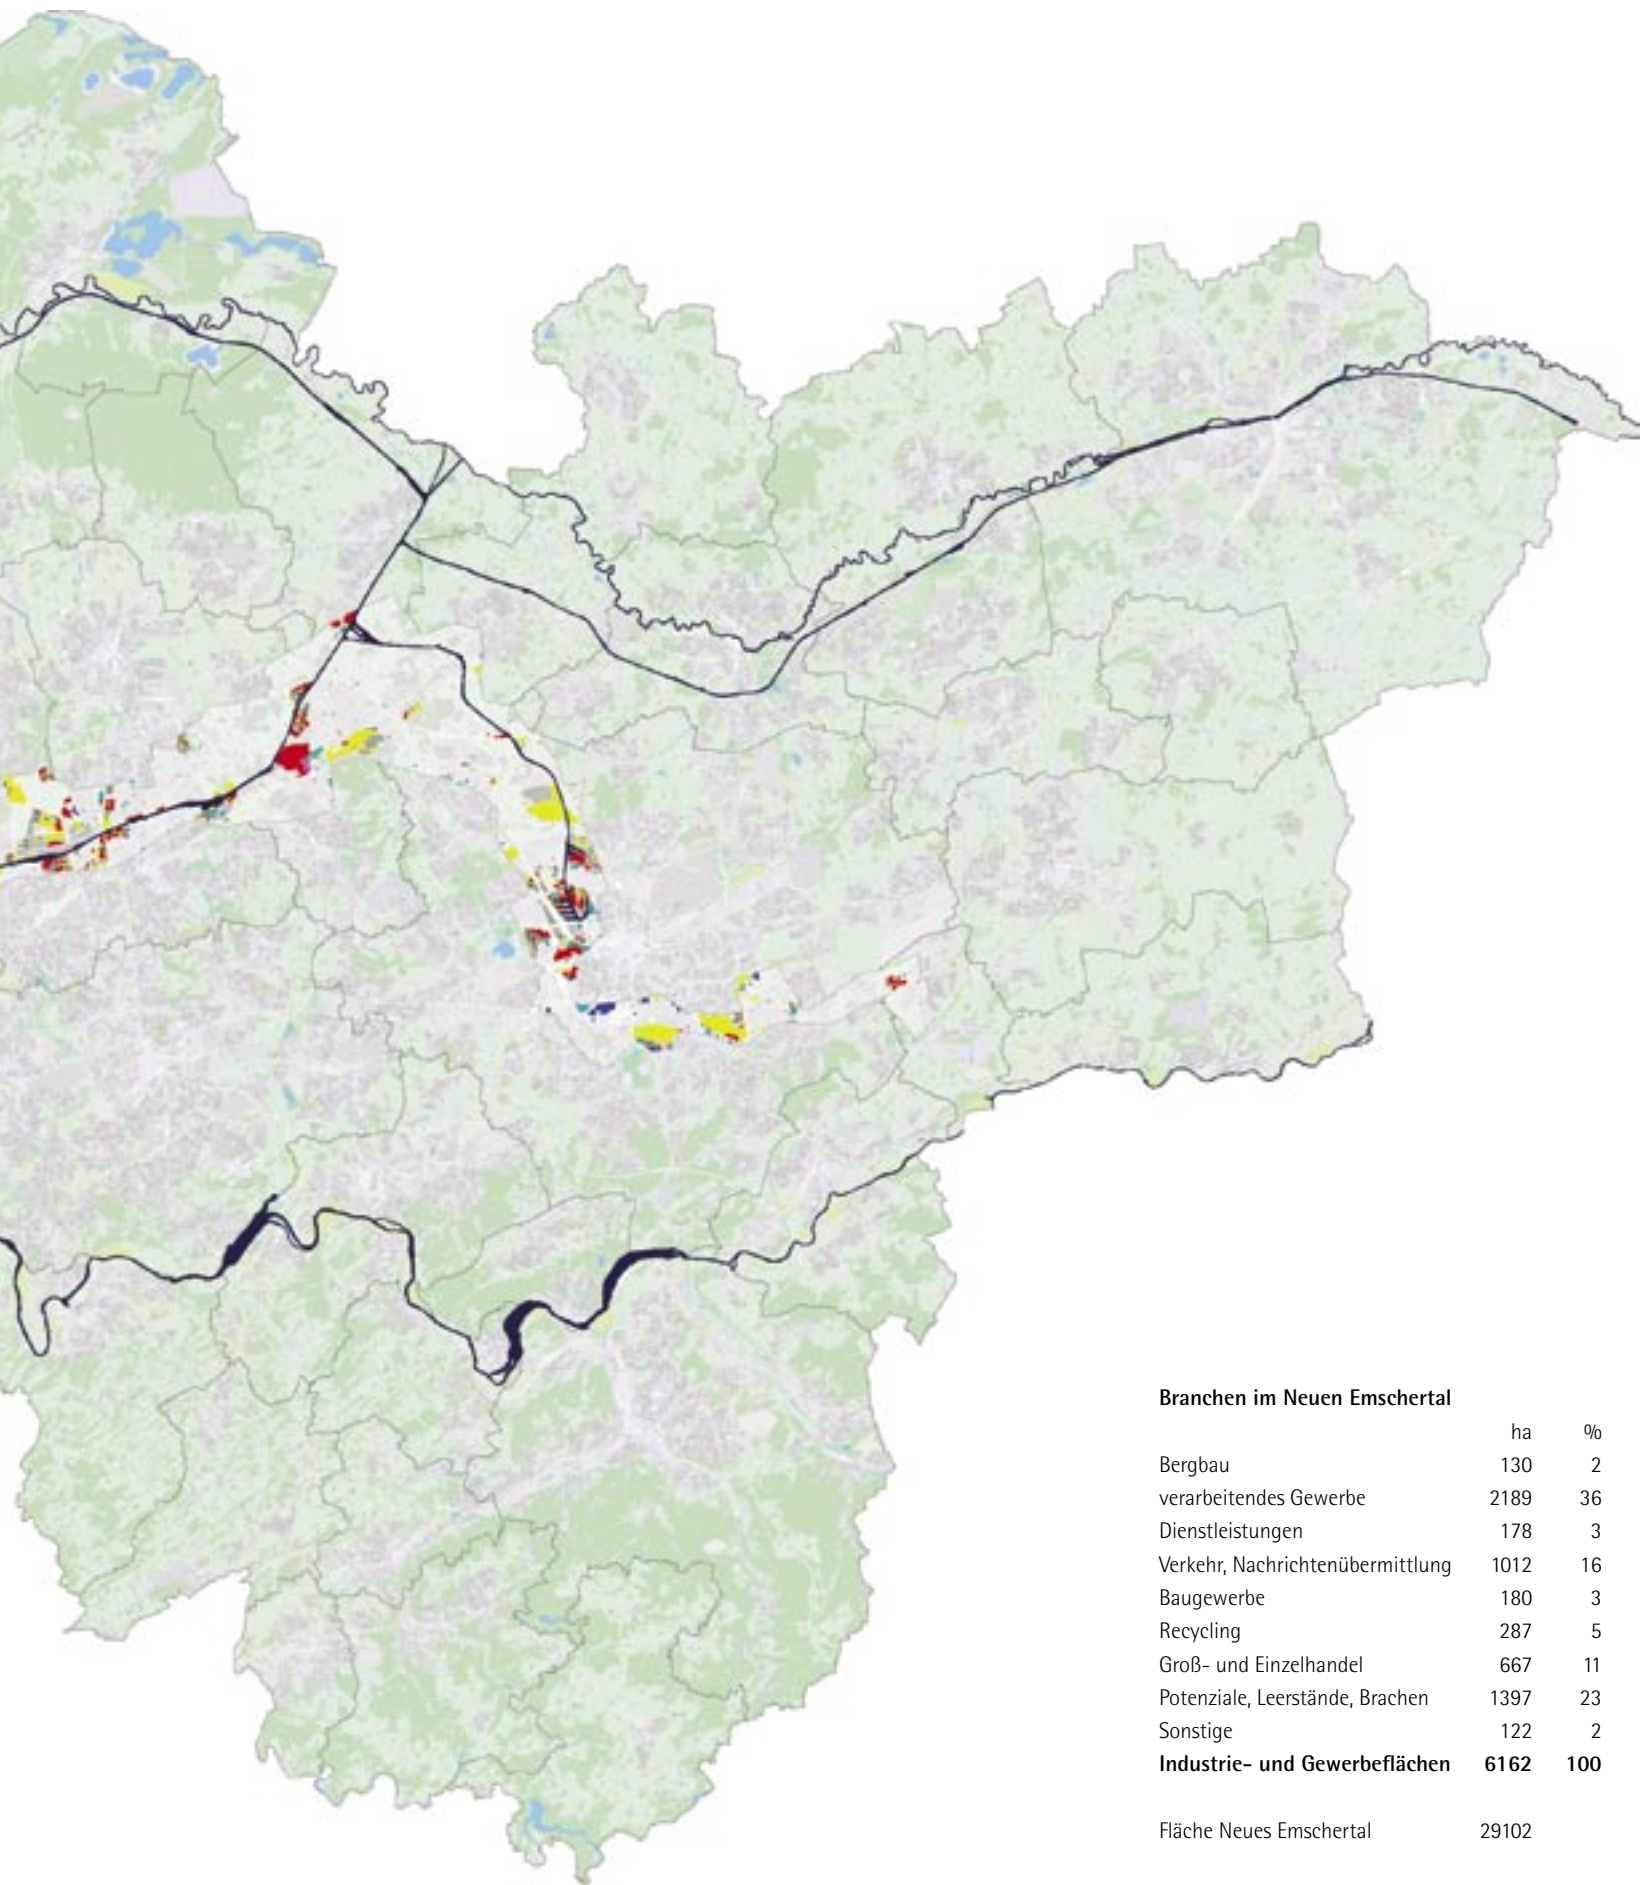 Branchen im Neuen Emschertal
ha %
Bergbau 130 2
verarbeitendes Gewerbe 2189 36
Dienstleistungen 178 3
Verkehr, Nachrichtenübermittlung 1012 16
Baugewerbe 180 3
Recycling 287 5
Groß- und Einzelhandel 667 11
Potenziale, Leerstände, Brachen 1397 23
Sonstige 122 2
Industrie- und Gewerbeflächen 6162 100
Fläche Neues Emschertal 29102